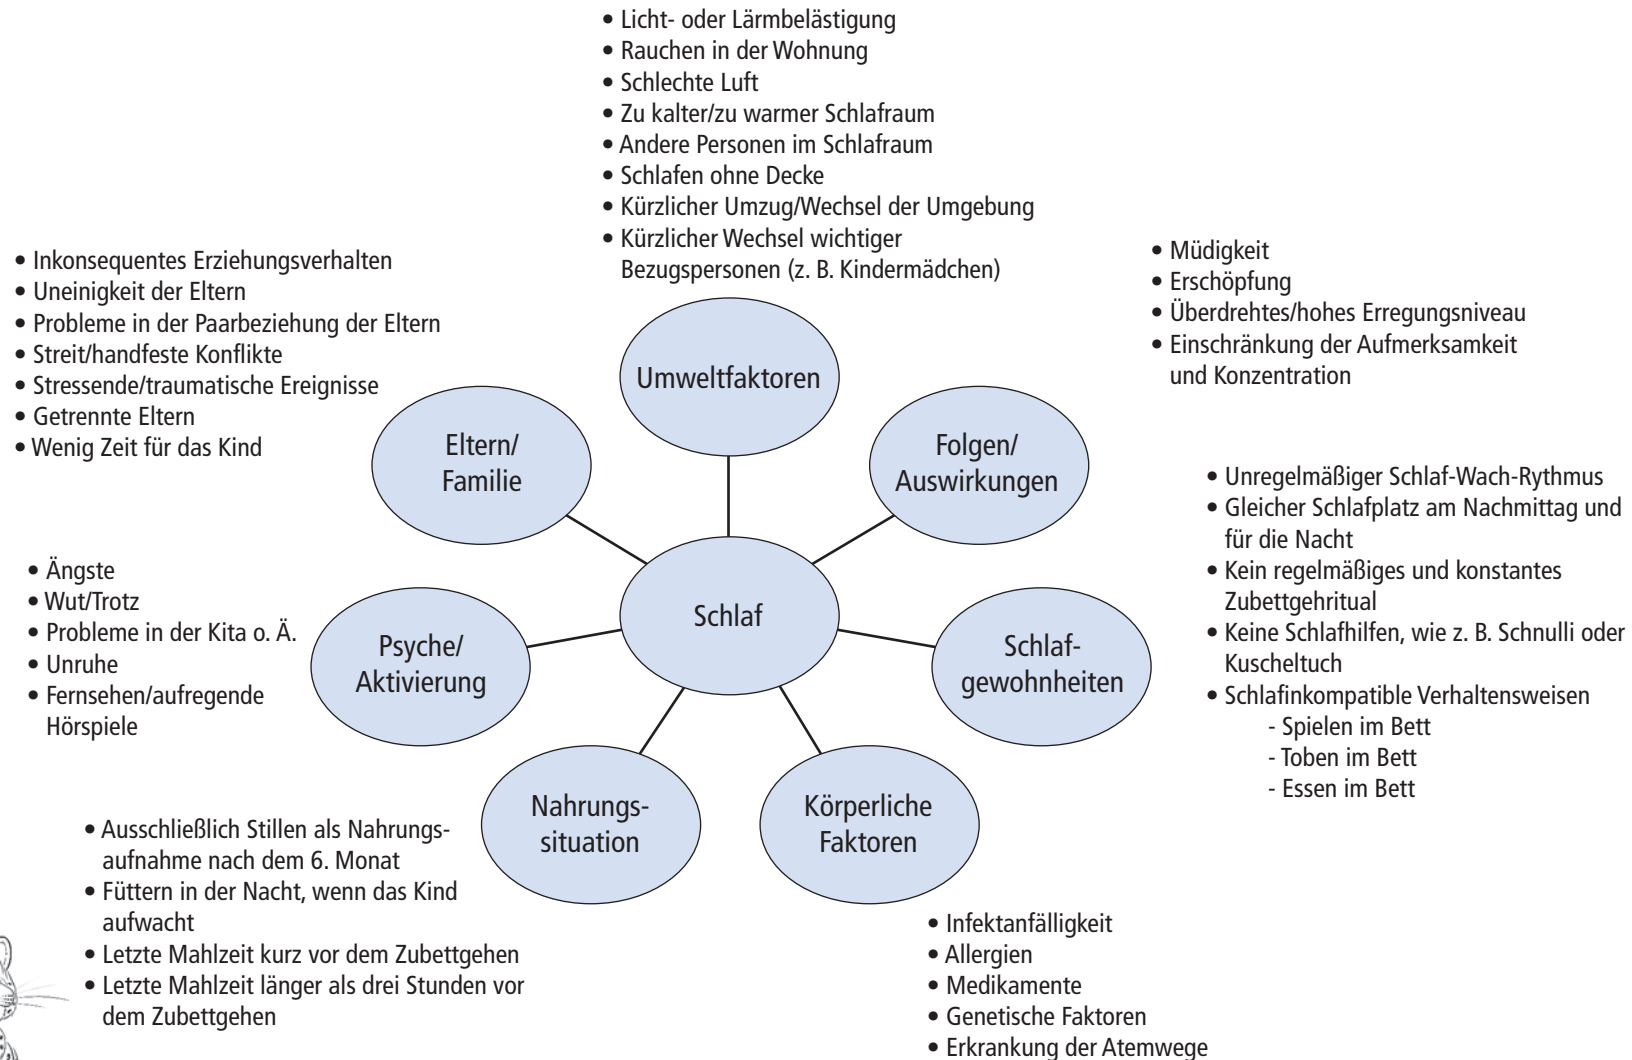 • Licht- oder Lärmbelästigung
• Rauchen in der Wohnung
• Schlechte Luft
• Zu kalter/zu warmer Schlafraum
• Andere Personen im Schlafraum
• Schlafen ohne Decke
• Kürzlicher Umzug/Wechsel der Umgebung
• Kürzlicher Wechsel wichtiger
Bezugspersonen (z. B. Kindermädchen)
• Inkonsequentes Erziehungsverhalten
• Uneinigkeit der Eltern
• Probleme in der Paarbeziehung der Eltern
• Streit/handfeste Konflikte
• Stressende/traumatische Ereignisse
• Getrennte Eltern
• Wenig Zeit für das Kind
• Müdigkeit
• Erschöpfung
• Überdrehtes/hohes Erregungsniveau
• Einschränkung der Aufmerksamkeit
und Konzentration
Umweltfaktoren
Eltern/
Familie
Folgen/
Auswirkungen
• Unregelmäßiger Schlaf-Wach-Rythmus
• Gleicher Schlafplatz am Nachmittag und
für die Nacht
• Kein regelmäßiges und konstantes
Zubettgehritual
• Keine Schlafhilfen, wie z. B. Schnulli oder
Kuscheltuch
• Schlafinkompatible Verhaltensweisen
- Spielen im Bett
- Toben im Bett
- Essen im Bett
• Ängste
• Wut/Trotz
• Probleme in der Kita o. Ä.
• Unruhe
• Fernsehen/aufregende
Hörspiele
Schlaf
Psyche/
Aktivierung
Schlaf-
gewohnheiten
Nahrungs-
situation
Körperliche
Faktoren
• Ausschließlich Stillen als Nahrungs-
aufnahme nach dem 6. Monat
• Füttern in der Nacht, wenn das Kind
aufwacht
• Letzte Mahlzeit kurz vor dem Zubettgehen
• Letzte Mahlzeit länger als drei Stunden vor
dem Zubettgehen
• Infektanfälligkeit
• Allergien
• Medikamente
• Genetische Faktoren
• Erkrankung der Atemwege